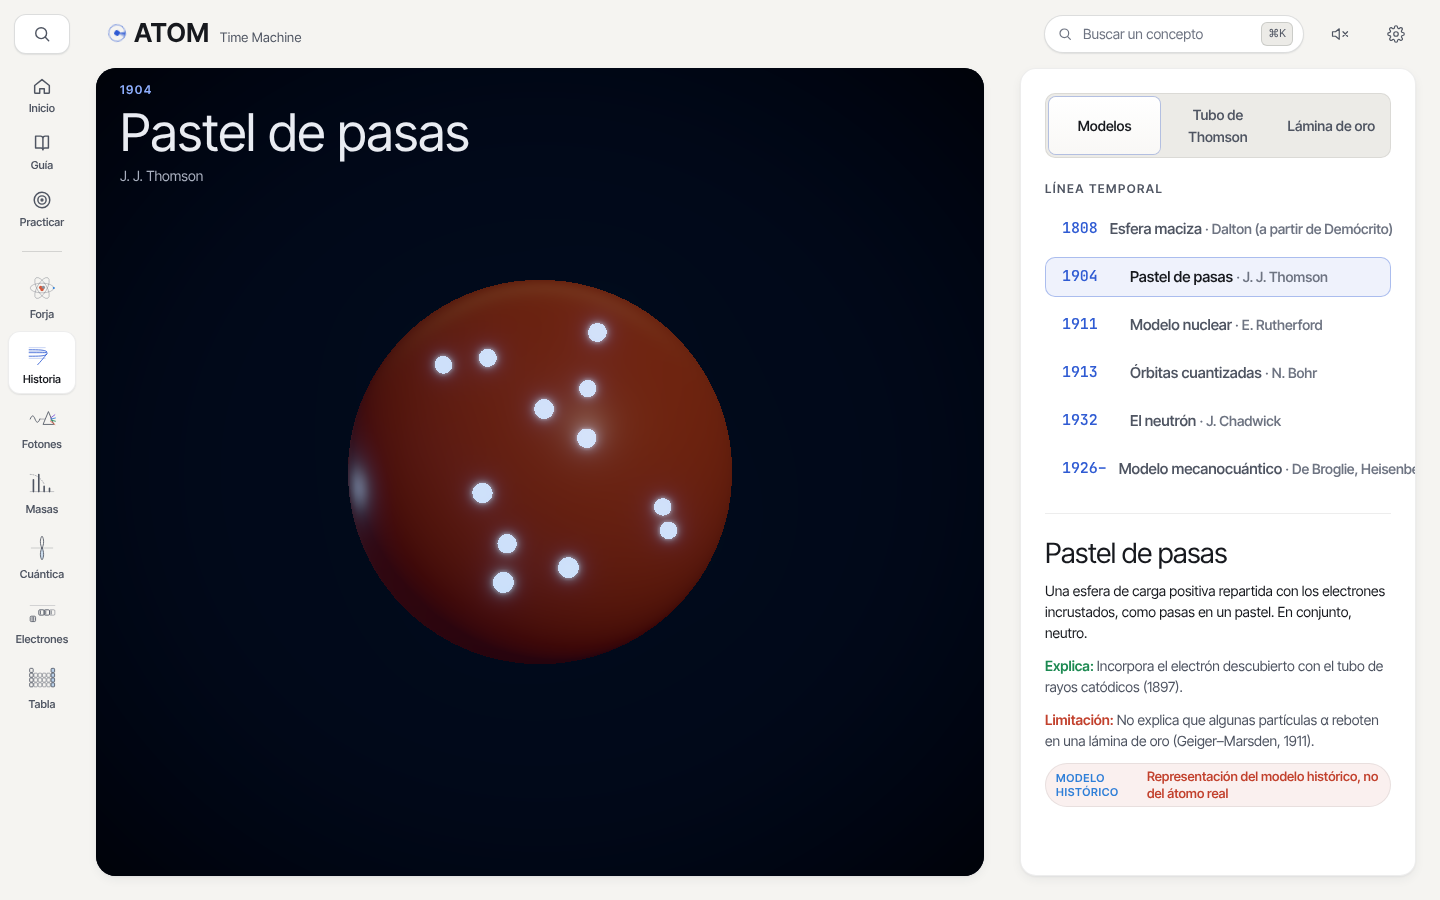 ATOM Time Machine
Buscar un concepto ⌘K
Inicio
Guía
Practicar
Forja
Historia
Fotones
Masas
Cuántica
Electrones
Tabla
1904
Pastel de pasas
J. J. Thomson
Modelos
Tubo de
Thomson
Lámina de oro
LÍNEA TEMPORAL
1808 Esfera maciza · Dalton (a partir de Demócrito)
1904 Pastel de pasas · J. J. Thomson
1911 Modelo nuclear · E. Rutherford
1913 Órbitas cuantizadas · N. Bohr
1932 El neutrón · J. Chadwick
1926– Modelo mecanocuántico · De Broglie, Heisenbe
Pastel de pasas
Una esfera de carga positiva repartida con los electrones
incrustados, como pasas en un pastel. En conjunto,
neutro.
Explica: Incorpora el electrón descubierto con el tubo de
rayos catódicos (1897).
Limitación: No explica que algunas partículas α reboten
en una lámina de oro (Geiger–Marsden, 1911).
MODELO
HISTÓRICO
Representación del modelo histórico, no
del átomo real